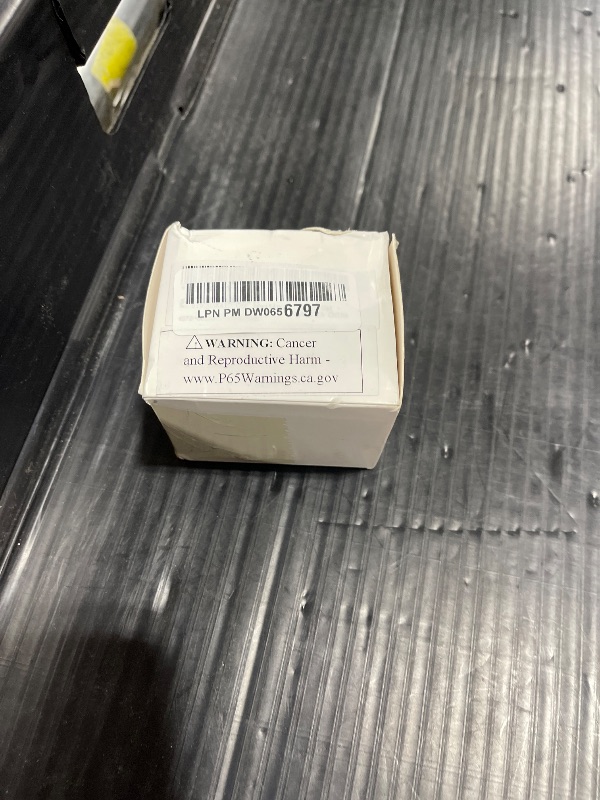 LPN PM DW0656797
⚠ WARNING: Cancer
and Reproductive Harm -
www.P65Warnings.ca.gov